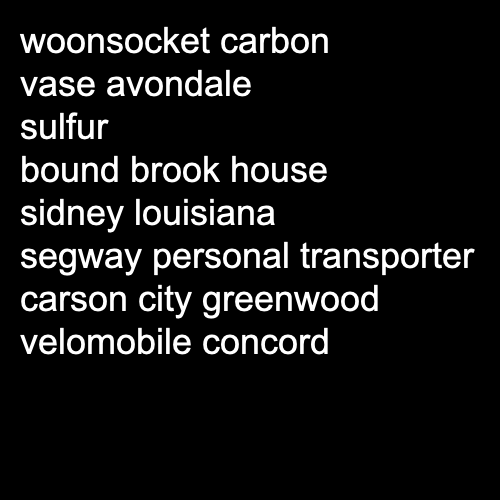 woonsocket carbon
vase avondale
sulfur
bound brook house
sidney louisiana
segway personal transporter
carson city greenwood
velomobile concord